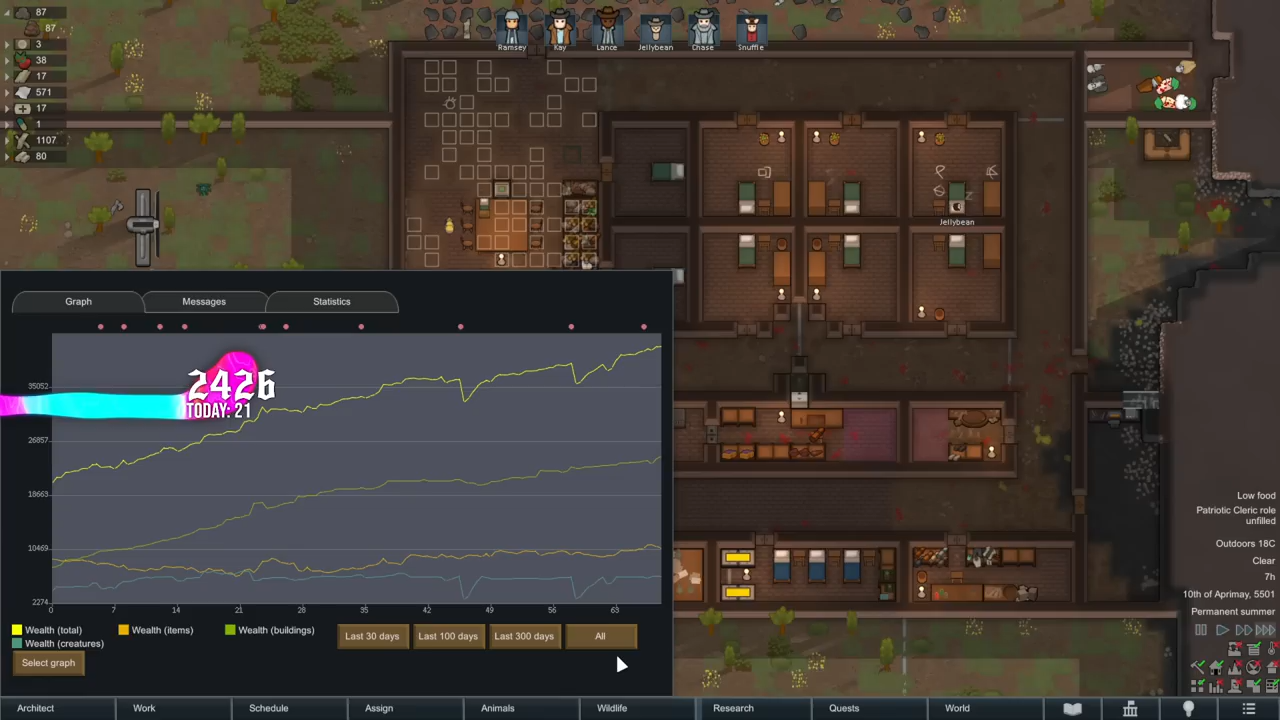 87
87
3
38
17
571
17
1
1107
80
Ramsey
Kay
Lance
Jellybean
Chase
Snuffle
Jellybean
Graph
Messages
Statistics
35052
26857
18663
10469
2274
2426
TODAY: 21
0
7
14
21
28
35
42
49
56
63
Wealth (total)
Wealth (items)
Wealth (buildings)
Wealth (creatures)
Last 30 days
Last 100 days
Last 300 days
All
Select graph
Low food
Patriotic Cleric role
unfilled
Outdoors 18C
Clear
7h
10th of Aprimay, 5501
Permanent summer
Architect
Work
Schedule
Assign
Animals
Wildlife
Research
Quests
World